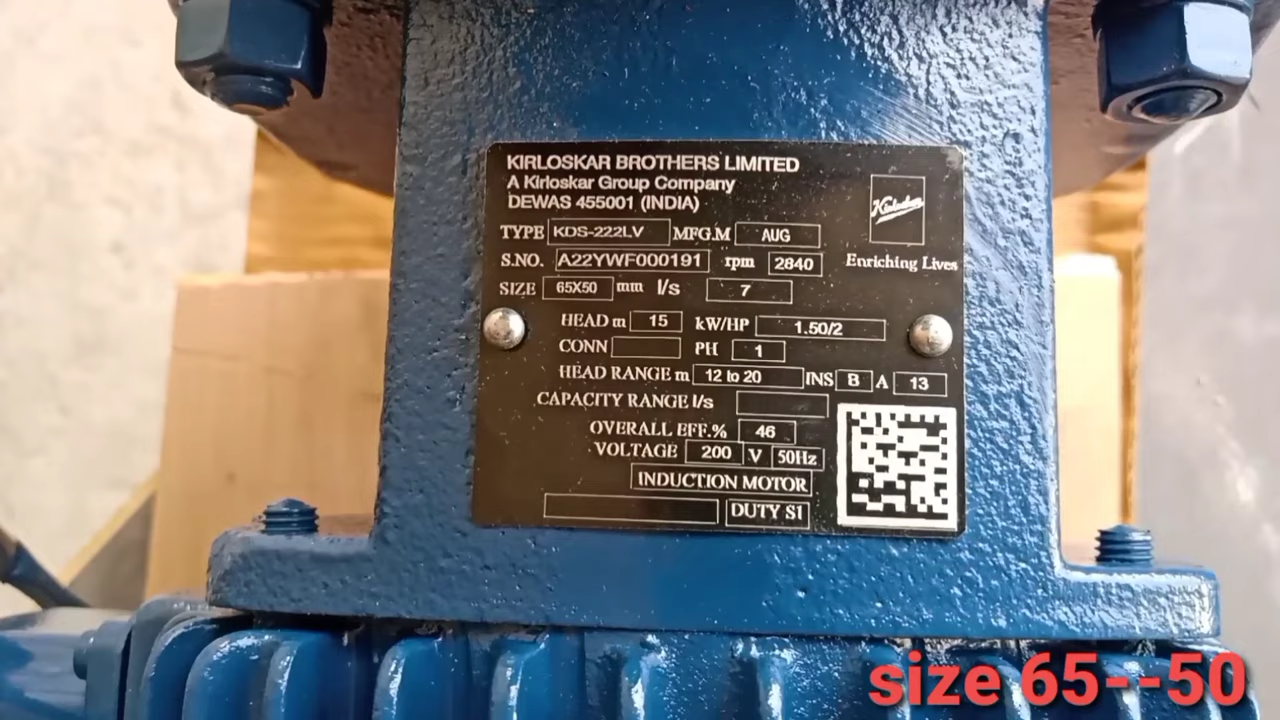 KIRLOSKAR BROTHERS LIMITED
A Kirloskar Group Company
DEWAS 455001 (INDIA)
Kirloskar
Enriching Lives
TYPE KDS-222LV MFG.M AUG
S.NO. A22YWF000191 rpm 2840
SIZE 65X50 mm l/s 7
HEAD m 15 kW/HP 1.50/2
CONN PH 1
HEAD RANGE m 12 to 20 INS B A 13
CAPACITY RANGE l/s
OVERALL EFF.% 46
VOLTAGE 200 V 50Hz
INDUCTION MOTOR
DUTY S1
size 65--50